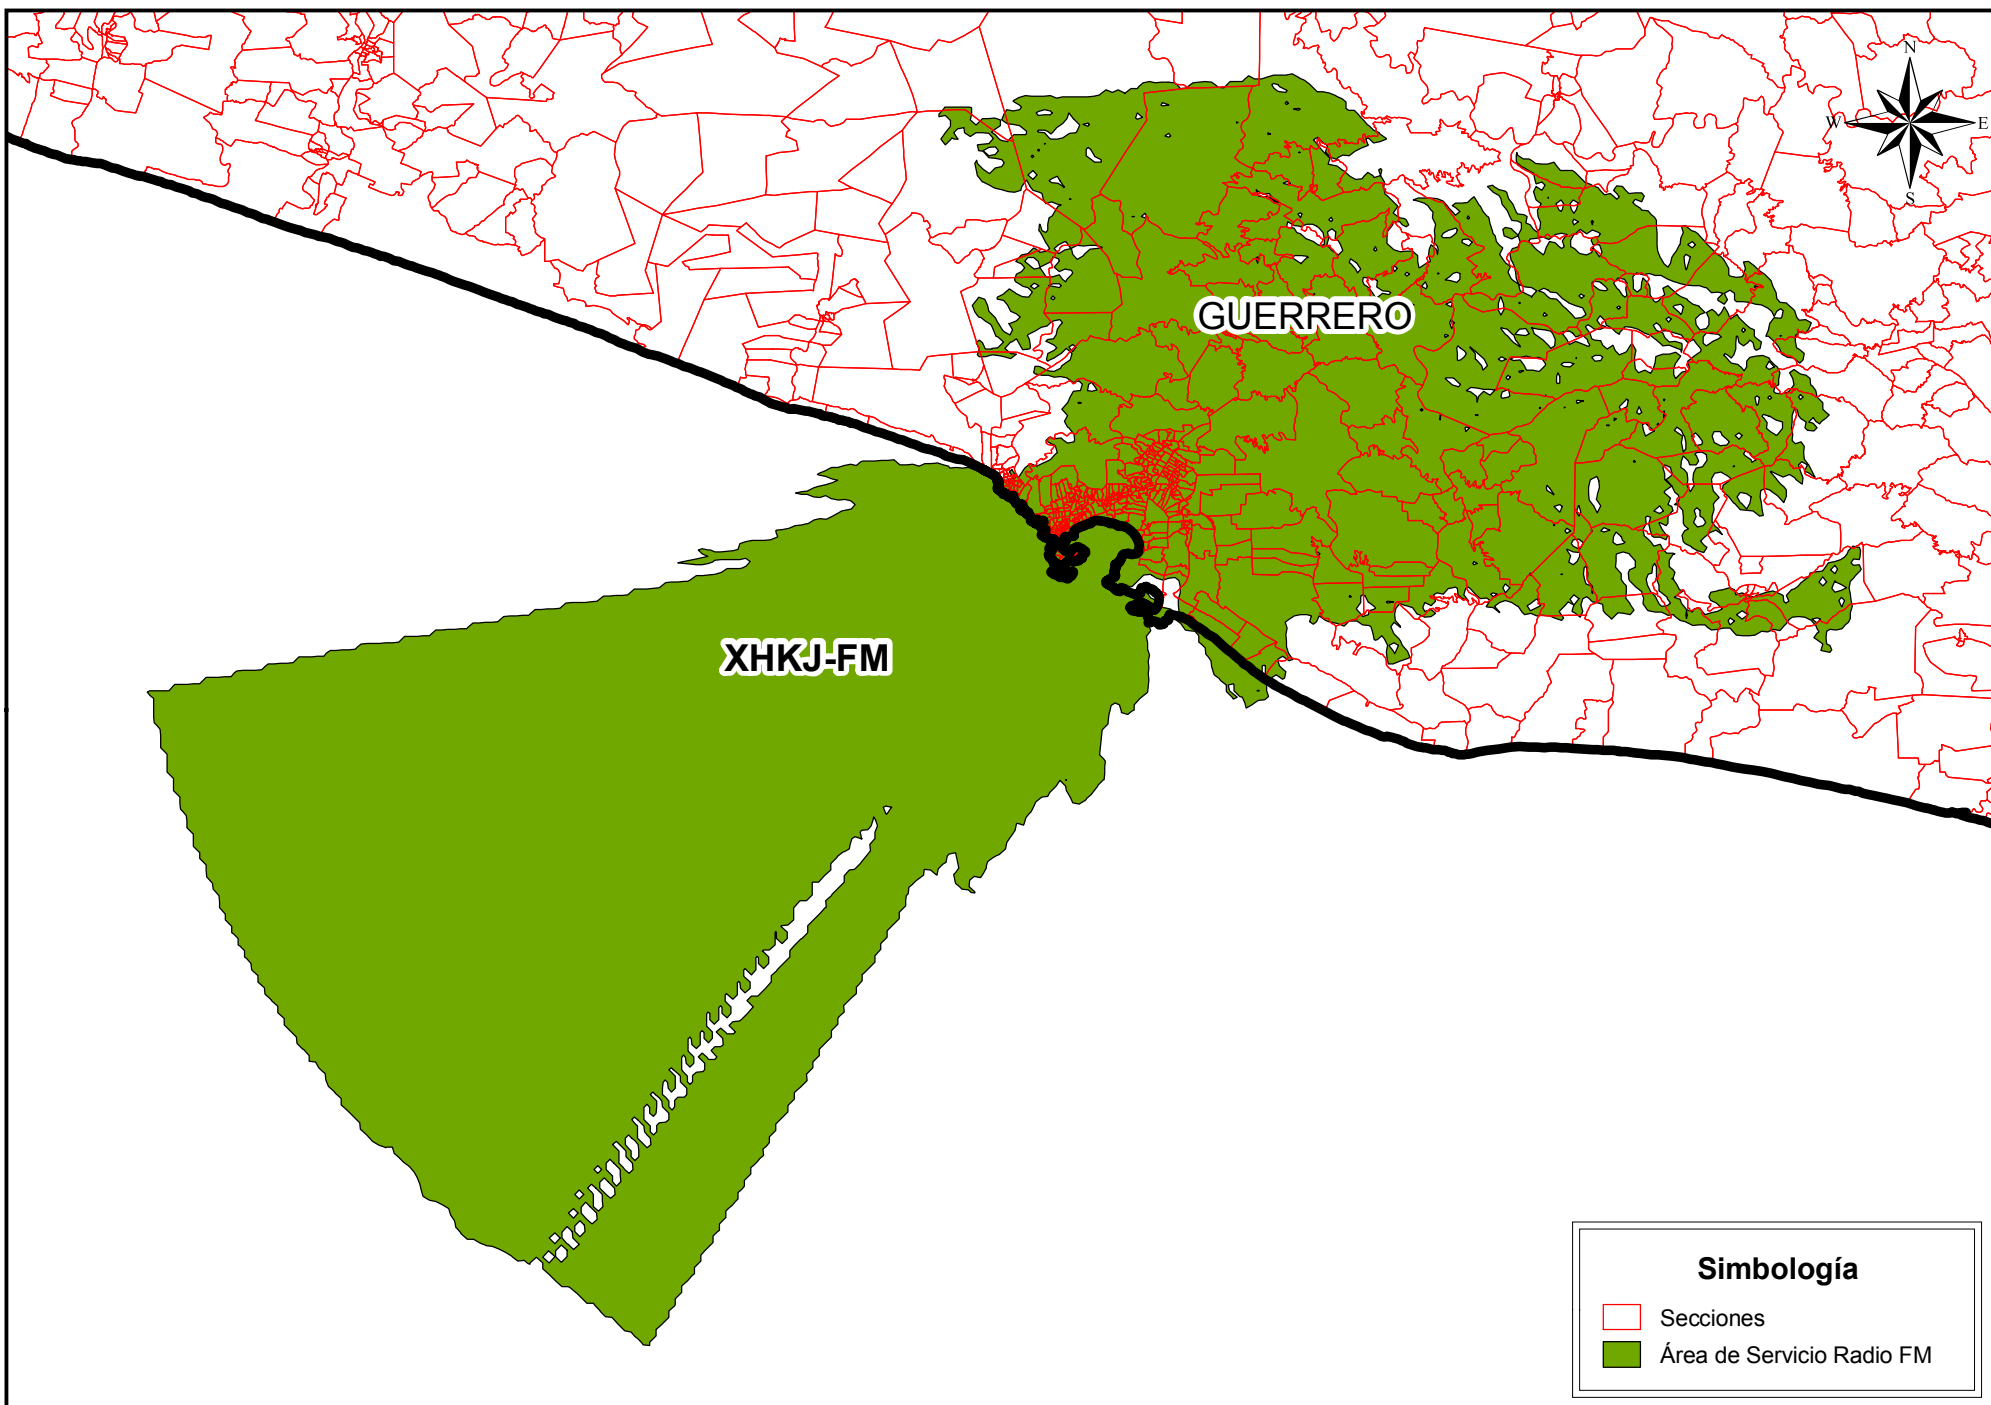 N
W
E
S
GUERRERO
XHKJ-FM
Simbología
Secciones
Área de Servicio Radio FM